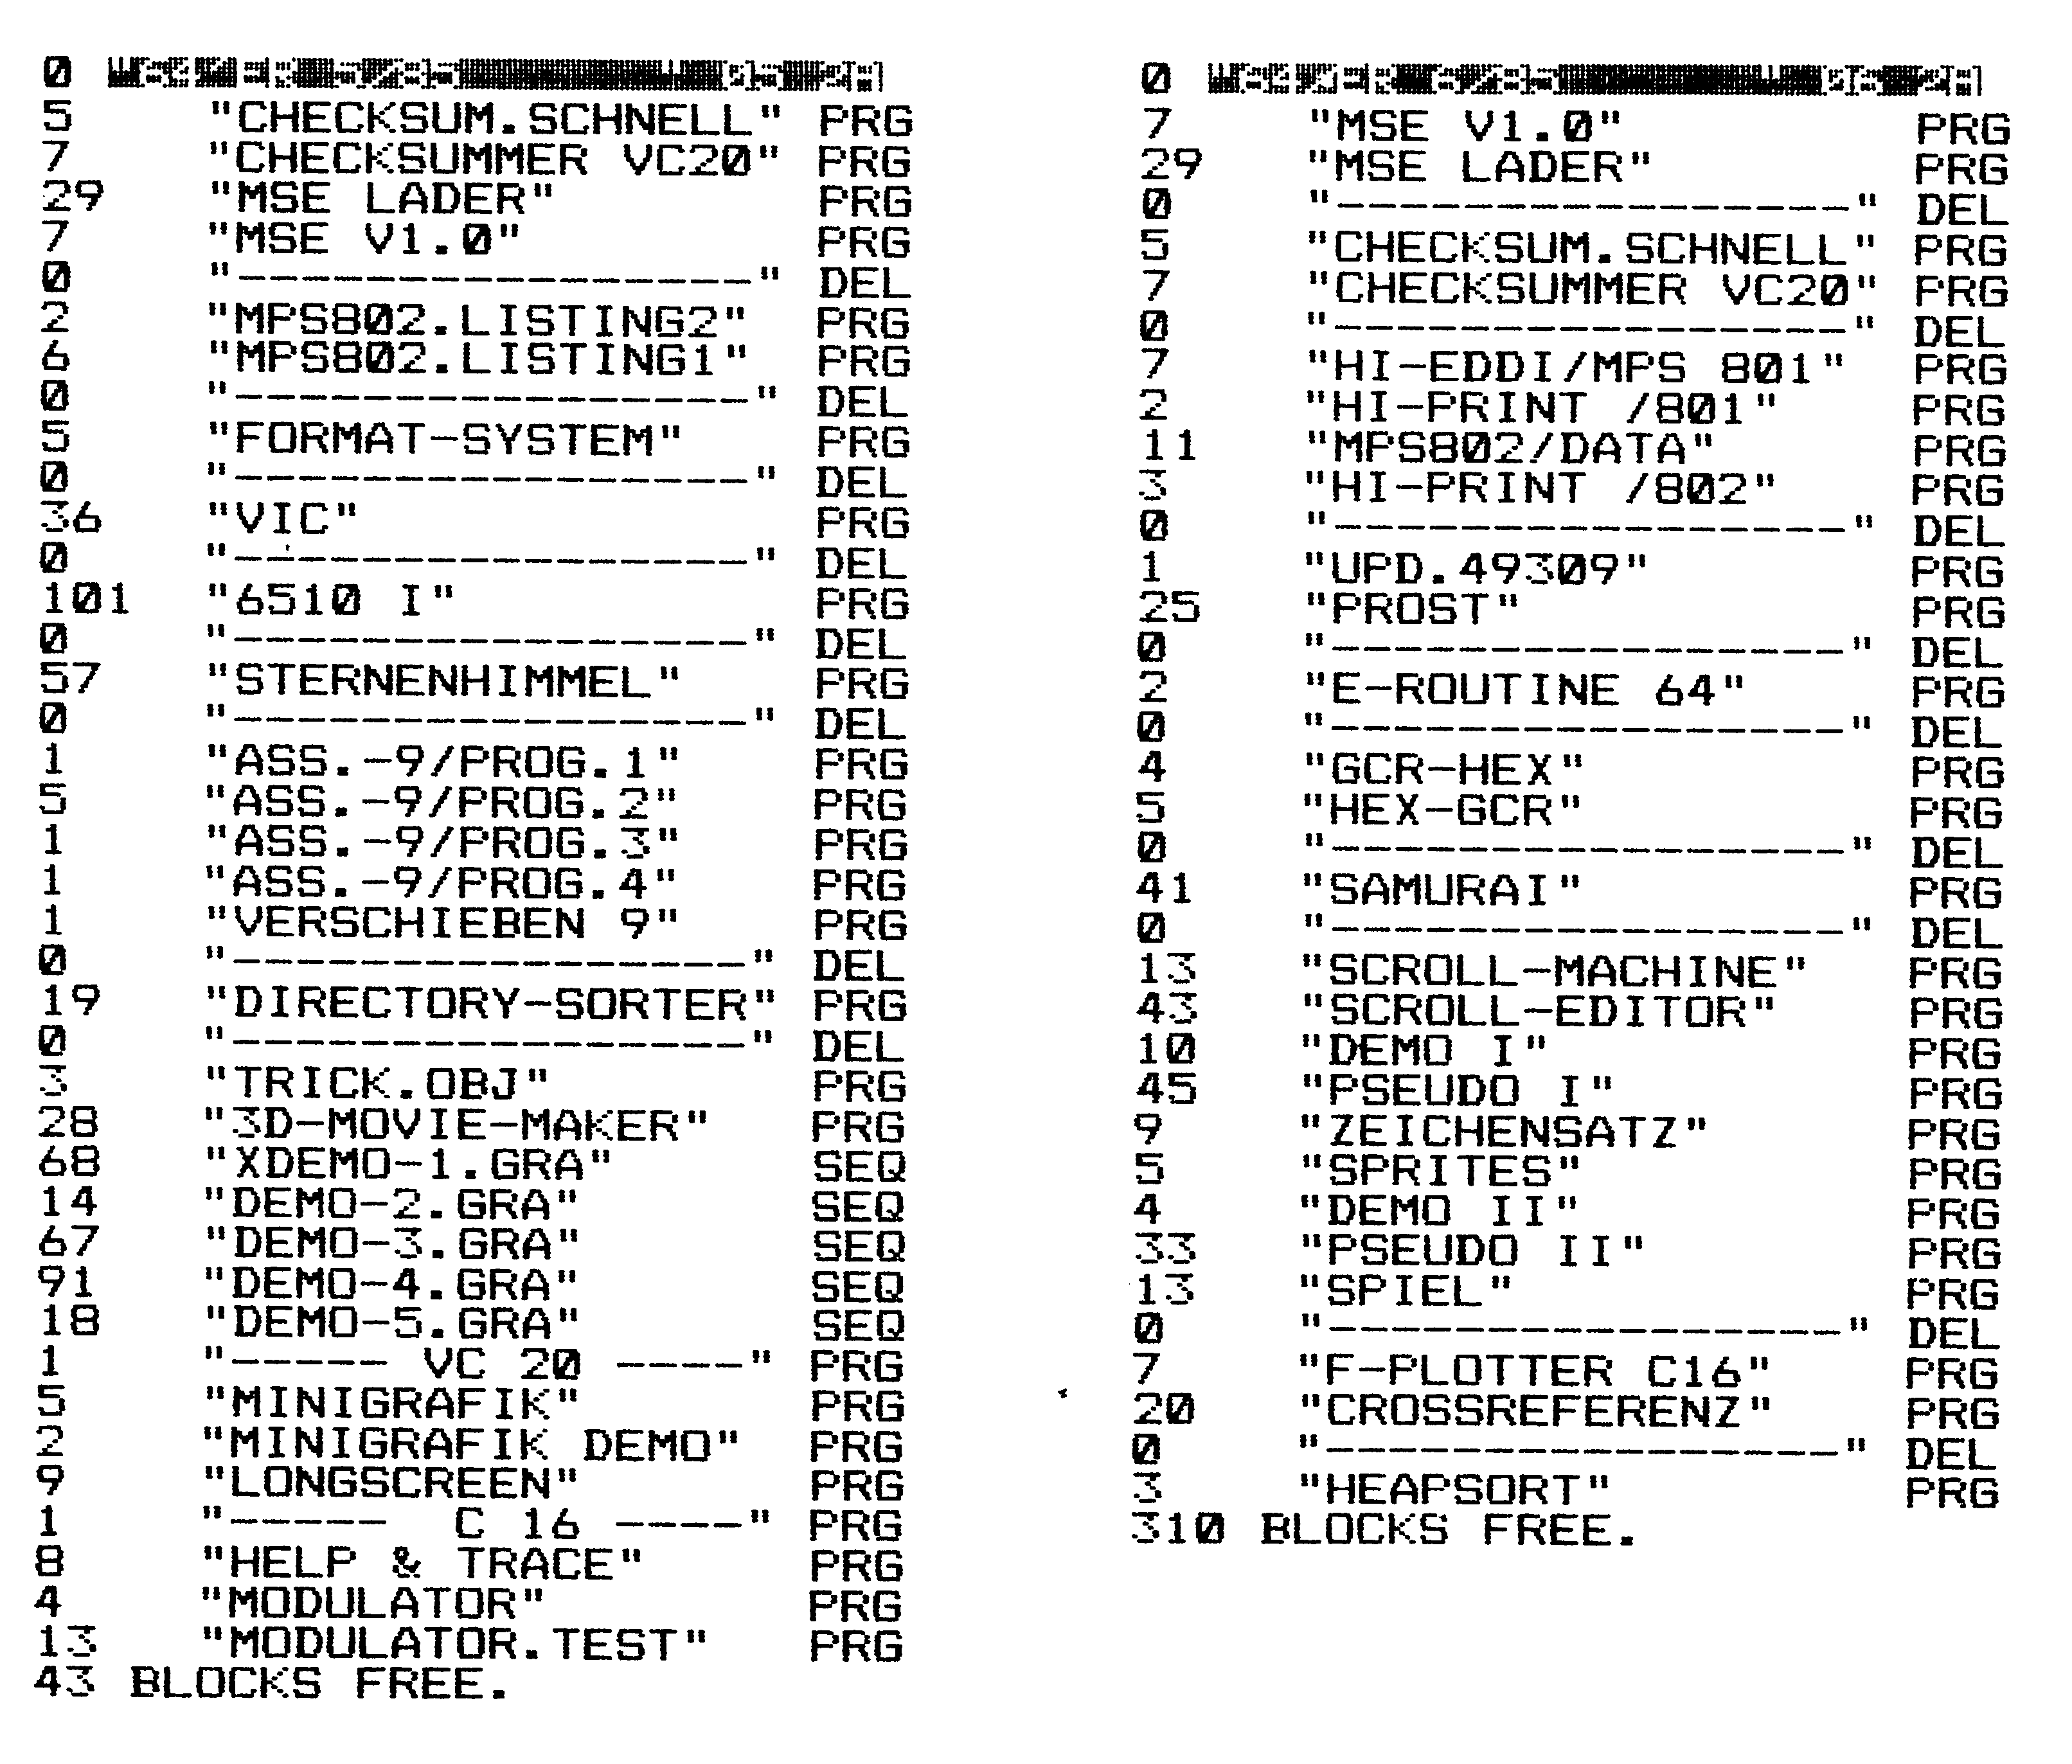 0
5 "CHECKSUM.SCHNELL" PRG
7 "CHECKSUMMER VC20" PRG
29 "MSE LADER" PRG
7 "MSE V1.0" PRG
0 "----------------" DEL
2 "MPS802.LISTING2" PRG
6 "MPS802.LISTING1" PRG
0 "----------------" DEL
5 "FORMAT-SYSTEM" PRG
0 "----------------" DEL
36 "VIC" PRG
0 "----------------" DEL
101 "6510 I" PRG
0 "----------------" DEL
57 "STERNENHIMMEL" PRG
0 "----------------" DEL
1 "ASS.-9/PROG.1" PRG
5 "ASS.-9/PROG.2" PRG
1 "ASS.-9/PROG.3" PRG
1 "ASS.-9/PROG.4" PRG
1 "VERSCHIEBEN 9" PRG
0 "----------------" DEL
19 "DIRECTORY-SORTER" PRG
0 "----------------" DEL
3 "TRICK.OBJ" PRG
28 "3D-MOVIE-MAKER" PRG
68 "XDEMO-1.GRA" SEQ
14 "DEMO-2.GRA" SEQ
67 "DEMO-3.GRA" SEQ
91 "DEMO-4.GRA" SEQ
18 "DEMO-5.GRA" SEQ
1 "----- VC 20 ----" PRG
5 "MINIGRAFIK" PRG
2 "MINIGRAFIK DEMO" PRG
9 "LONGSCREEN" PRG
1 "-----  C 16 ----" PRG
8 "HELP & TRACE" PRG
4 "MODULATOR" PRG
13 "MODULATOR.TEST" PRG
43 BLOCKS FREE.
0
7 "MSE V1.0" PRG
29 "MSE LADER" PRG
0 "----------------" DEL
5 "CHECKSUM.SCHNELL" PRG
7 "CHECKSUMMER VC20" PRG
0 "----------------" DEL
7 "HI-EDDI/MPS 801" PRG
2 "HI-PRINT /801" PRG
11 "MPS802/DATA" PRG
3 "HI-PRINT /802" PRG
0 "----------------" DEL
1 "UPD.49309" PRG
25 "PROST" PRG
0 "----------------" DEL
2 "E-ROUTINE 64" PRG
0 "----------------" DEL
4 "GCR-HEX" PRG
5 "HEX-GCR" PRG
0 "----------------" DEL
41 "SAMURAI" PRG
0 "----------------" DEL
13 "SCROLL-MACHINE" PRG
43 "SCROLL-EDITOR" PRG
10 "DEMO I" PRG
45 "PSEUDO I" PRG
9 "ZEICHENSATZ" PRG
5 "SPRITES" PRG
4 "DEMO II" PRG
33 "PSEUDO II" PRG
13 "SPIEL" PRG
0 "----------------" DEL
7 "F-PLOTTER C16" PRG
20 "CROSSREFERENZ" PRG
0 "----------------" DEL
3 "HEAPSORT" PRG
310 BLOCKS FREE.